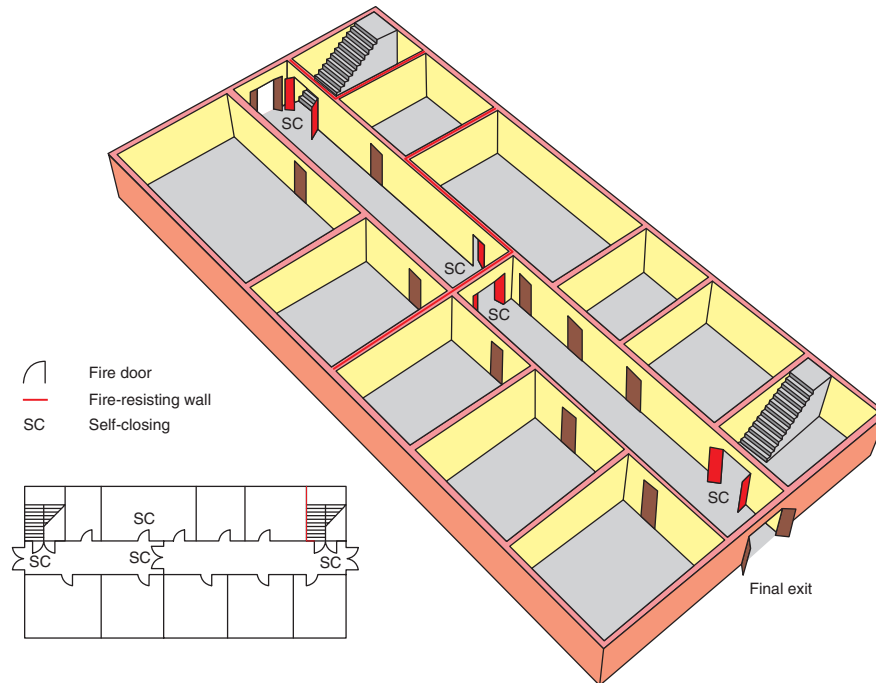 SC
SC
SC
Fire door
Fire-resisting wall
SC
Self-closing
SC
SC
SC
SC
SC
Final exit